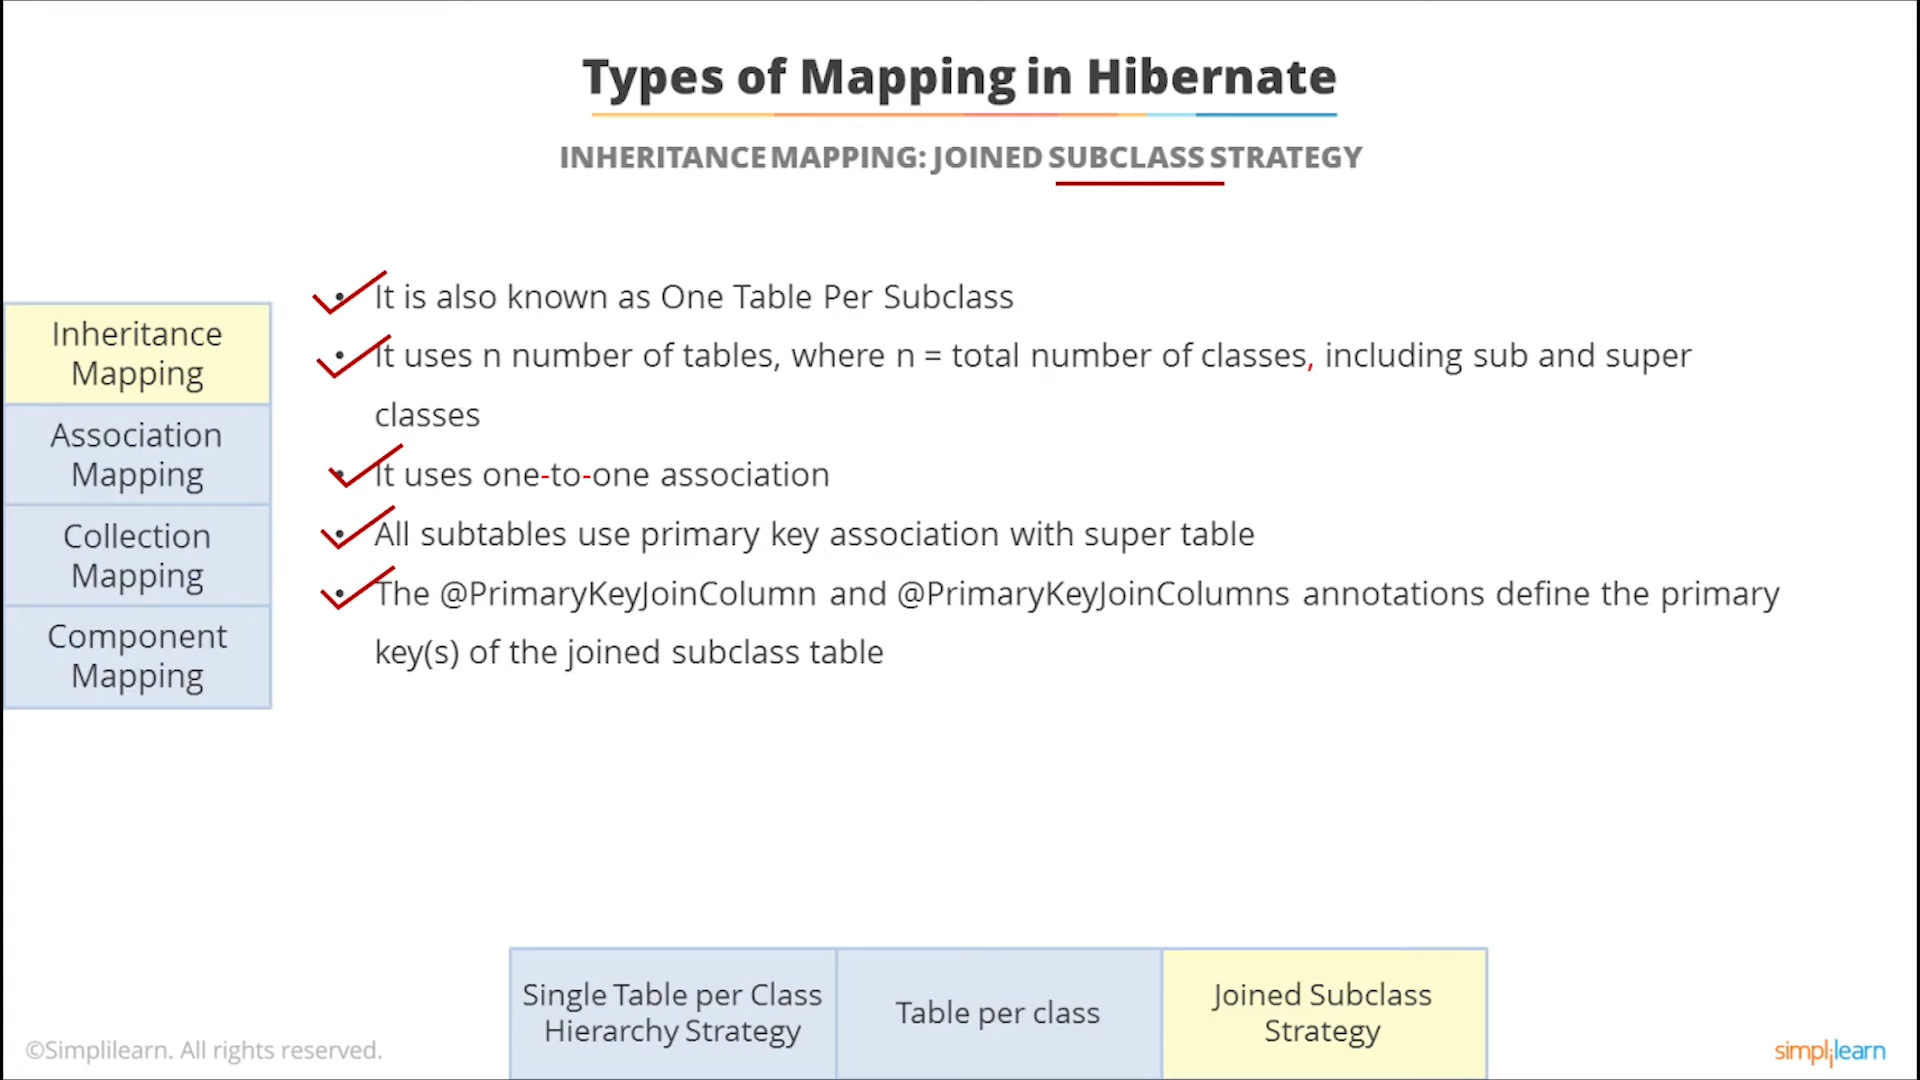 Types of Mapping in Hibernate
INHERITANCE MAPPING: JOINED SUBCLASS STRATEGY
Inheritance
Mapping
Association
Mapping
Collection
Mapping
Component
Mapping
• It is also known as One Table Per Subclass
• It uses n number of tables, where n = total number of classes, including sub and super
classes
• It uses one-to-one association
• All subtables use primary key association with super table
• The @PrimaryKeyJoinColumn and @PrimaryKeyJoinColumns annotations define the primary
key(s) of the joined subclass table
Single Table per Class
Hierarchy Strategy
Table per class
Joined Subclass
Strategy
©Simplilearn. All rights reserved.
simplilearn